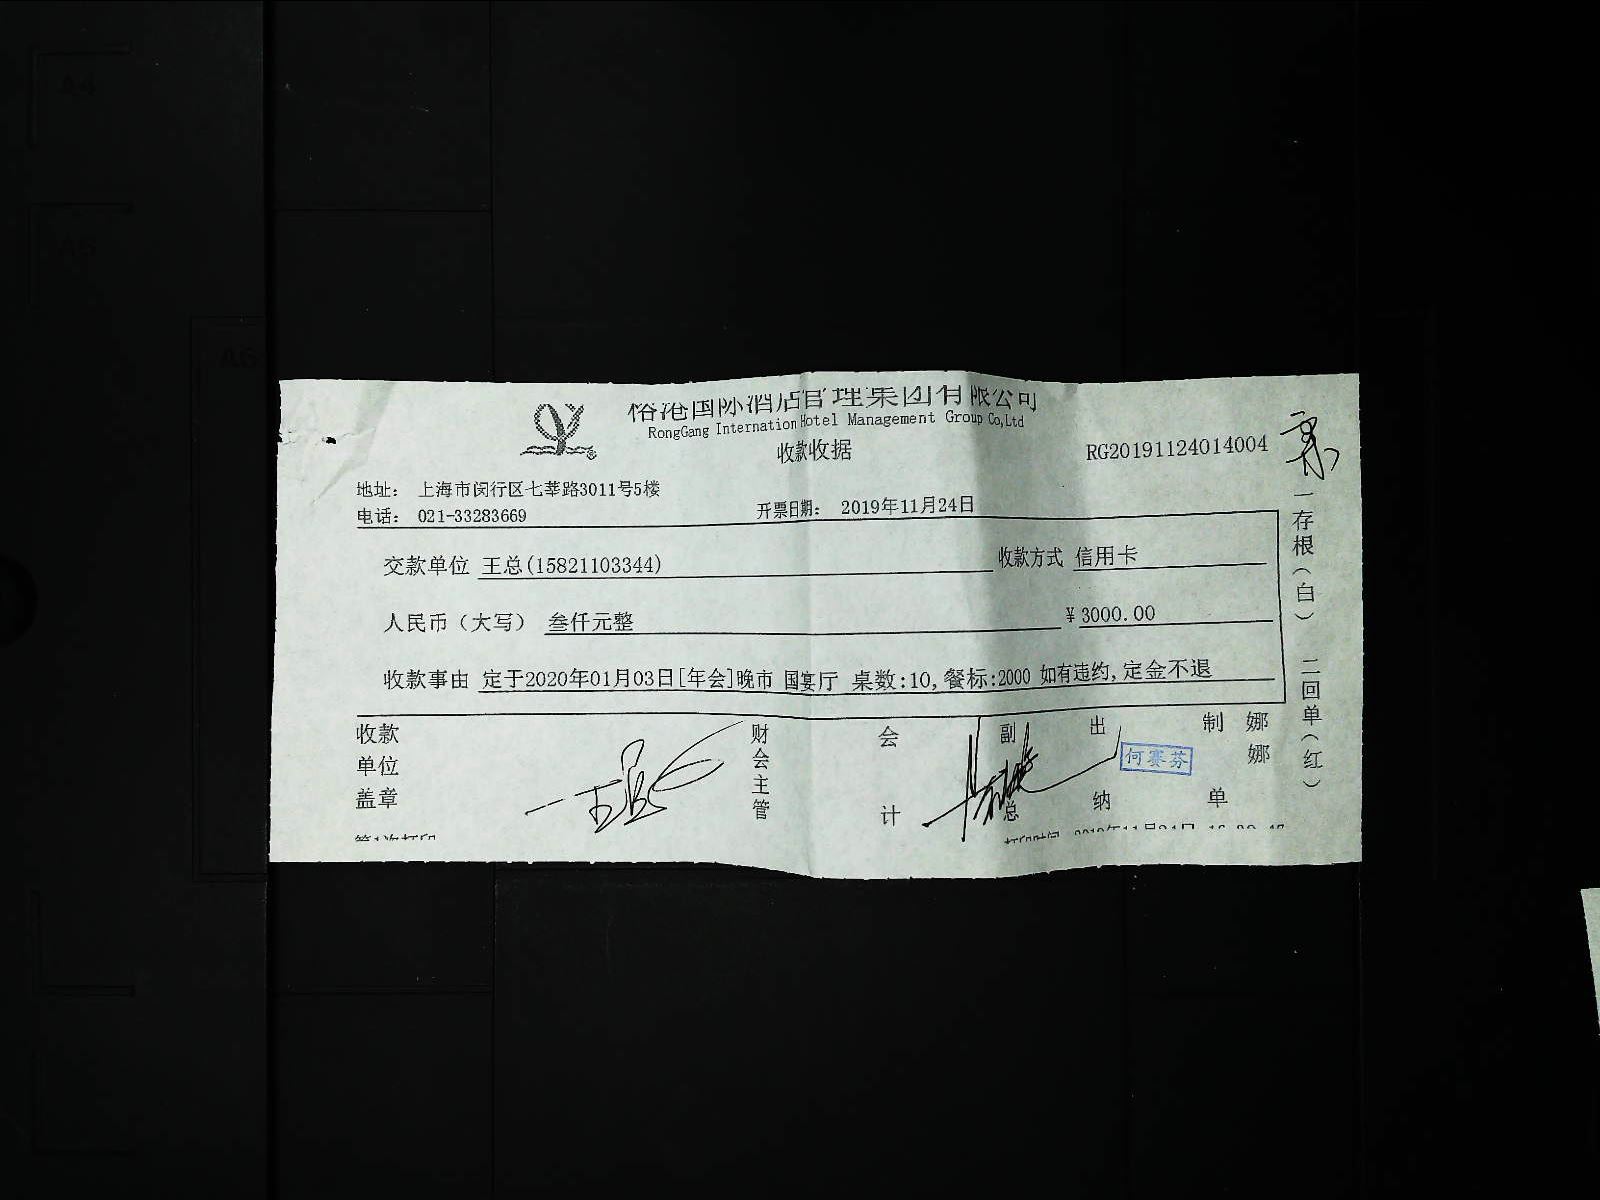 裕港国际酒店管理集团有限公司
RongGang Internation Hotel Management Group Co,Ltd
收款收据
RG20191124014004
地址： 上海市闵行区七莘路3011号5楼
电话： 021-33283669
开票日期： 2019年11月24日
交款单位 王总(15821103344) 收款方式 信用卡
人民币（大写） 叁仟元整 ¥3000.00
收款事由 定于2020年01月03日[年会]晚市 国宴厅 桌数:10,餐标:2000 如有违约,定金不退
收款单位盖章
财会主管
会计
副总
出纳
何赛芬
制单
娜娜
一存根（白） 二回单（红）
A4
A5
A6